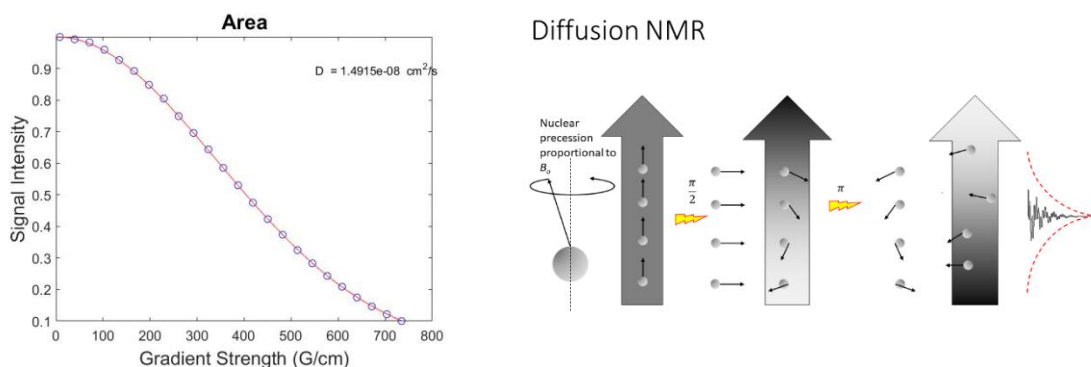 Area
D = 1.4915e-08 cm²/s
Signal Intensity
0.9
0.8
0.7
0.6
0.5
0.4
0.3
0.2
0.1
0 100 200 300 400 500 600 700 800
Gradient Strength (G/cm)
Diffusion NMR
Nuclear
precession
proportional to
B₀
π
2
π